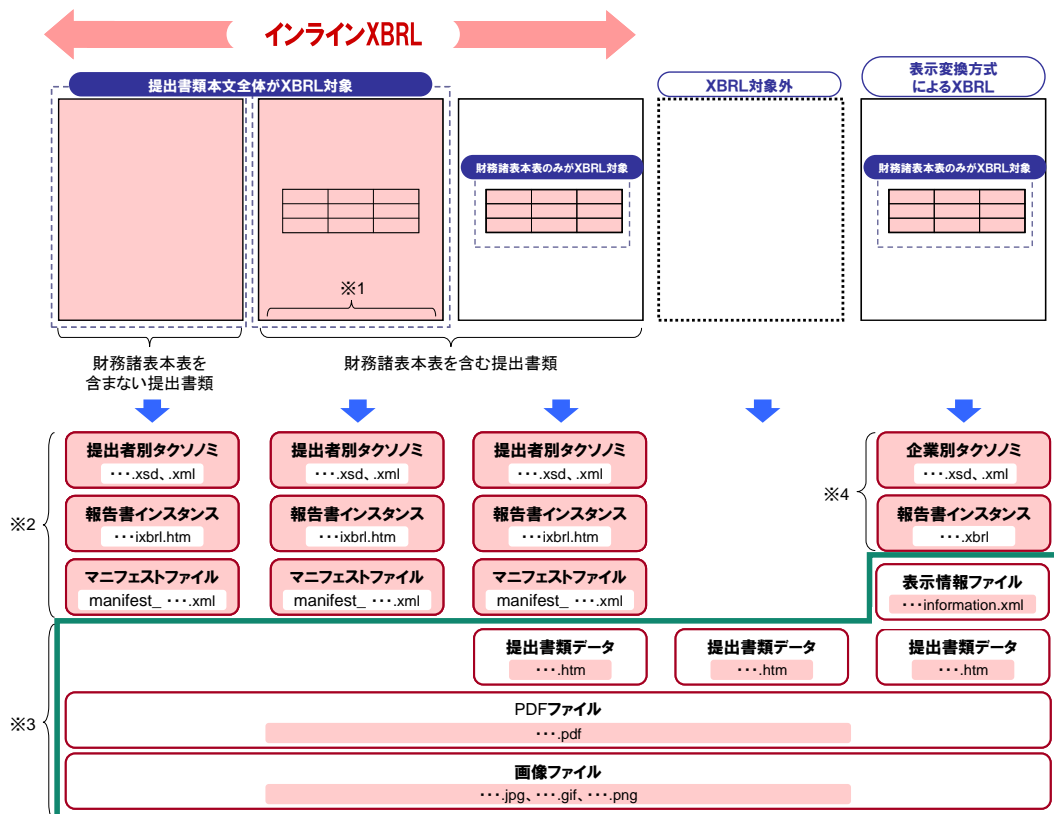 インラインXBRL
提出書類本文全体がXBRL対象
XBRL対象外
表示変換方式
によるXBRL
財務諸表本表のみがXBRL対象
財務諸表本表のみがXBRL対象
※1
財務諸表本表を
含まない提出書類
財務諸表本表を含む提出書類
※2
提出者別タクソノミ
･･･.xsd、.xml
報告書インスタンス
･･･ixbrl.htm
マニフェストファイル
manifest_ ･･･.xml
提出者別タクソノミ
･･･.xsd、.xml
報告書インスタンス
･･･ixbrl.htm
マニフェストファイル
manifest_ ･･･.xml
提出者別タクソノミ
･･･.xsd、.xml
報告書インスタンス
･･･ixbrl.htm
マニフェストファイル
manifest_ ･･･.xml
※4
企業別タクソノミ
･･･.xsd、.xml
報告書インスタンス
･･･.xbrl
表示情報ファイル
･･･information.xml
※3
提出書類データ
･･･.htm
提出書類データ
･･･.htm
提出書類データ
･･･.htm
PDFファイル
･･･.pdf
画像ファイル
･･･.jpg、･･･.gif、･･･.png